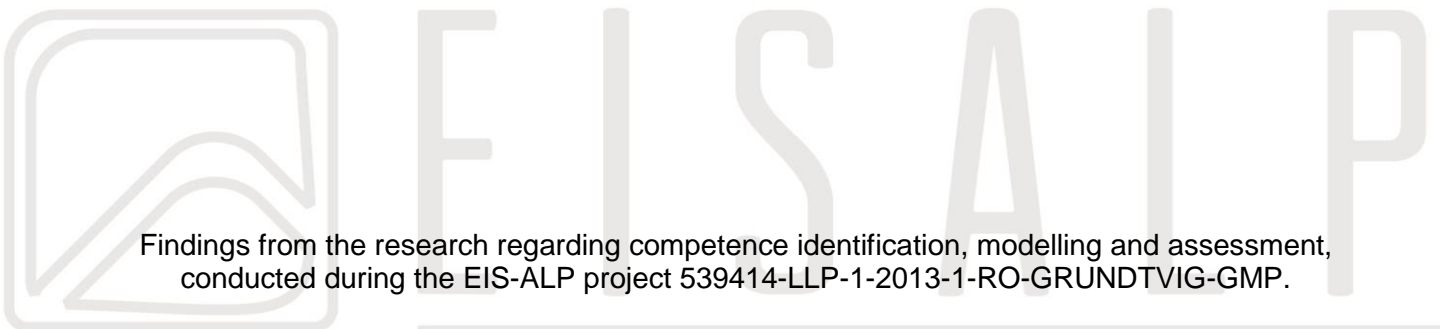 EISALP
Findings from the research regarding competence identification, modelling and assessment,
conducted during the EIS-ALP project 539414-LLP-1-2013-1-RO-GRUNDTVIG-GMP.